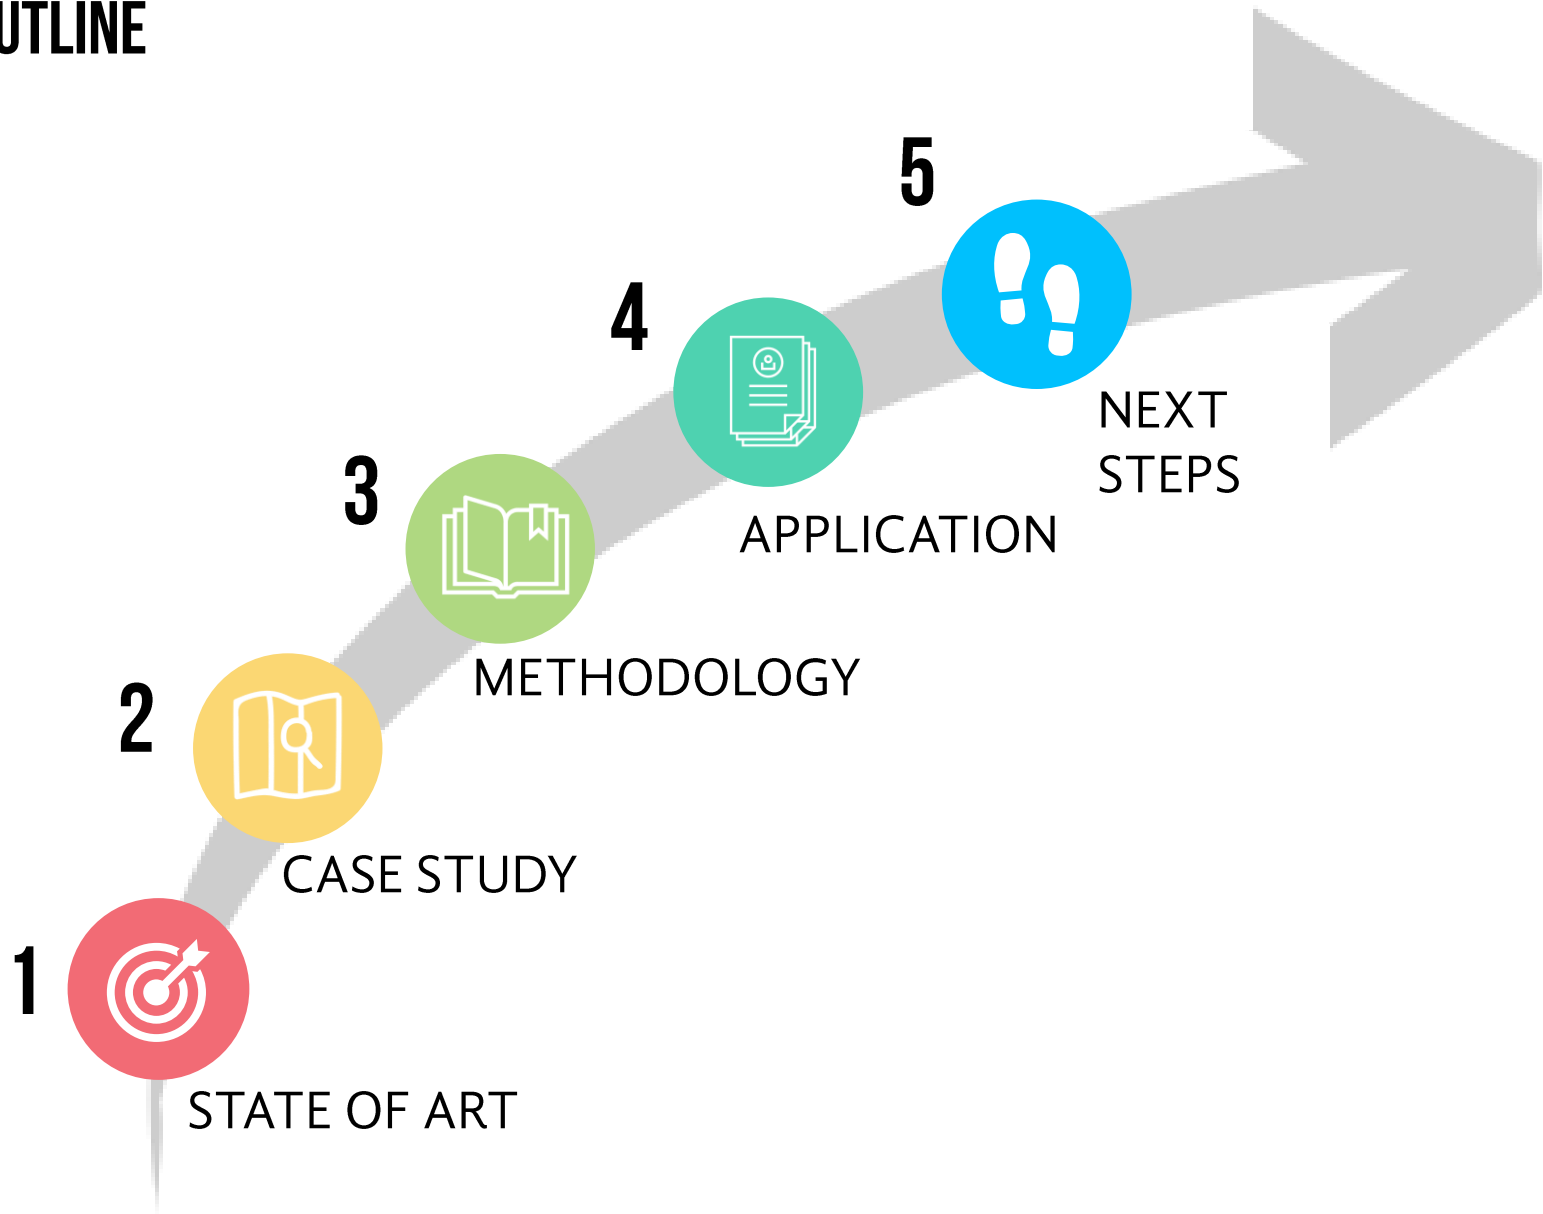 UTLINE
5
4
NEXT
STEPS
3
APPLICATION
METHODOLOGY
2
CASE STUDY
1
STATE OF ART